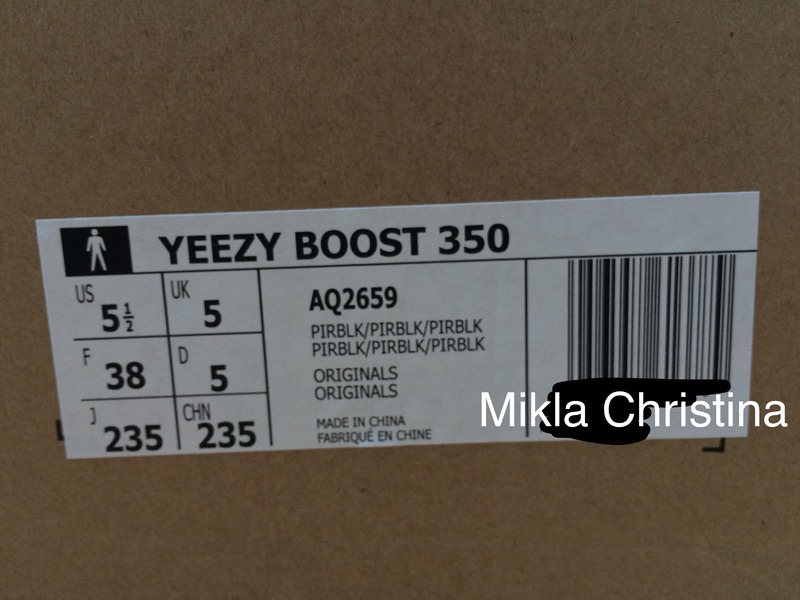 YEEZY BOOST 350
US 5½
UK 5
F 38
D 5
J 235
CHN 235
AQ2659
PIRBLK/PIRBLK/PIRBLK
PIRBLK/PIRBLK/PIRBLK
ORIGINALS
ORIGINALS
MADE IN CHINA
FABRIQUÉ EN CHINE
Mikla Christina